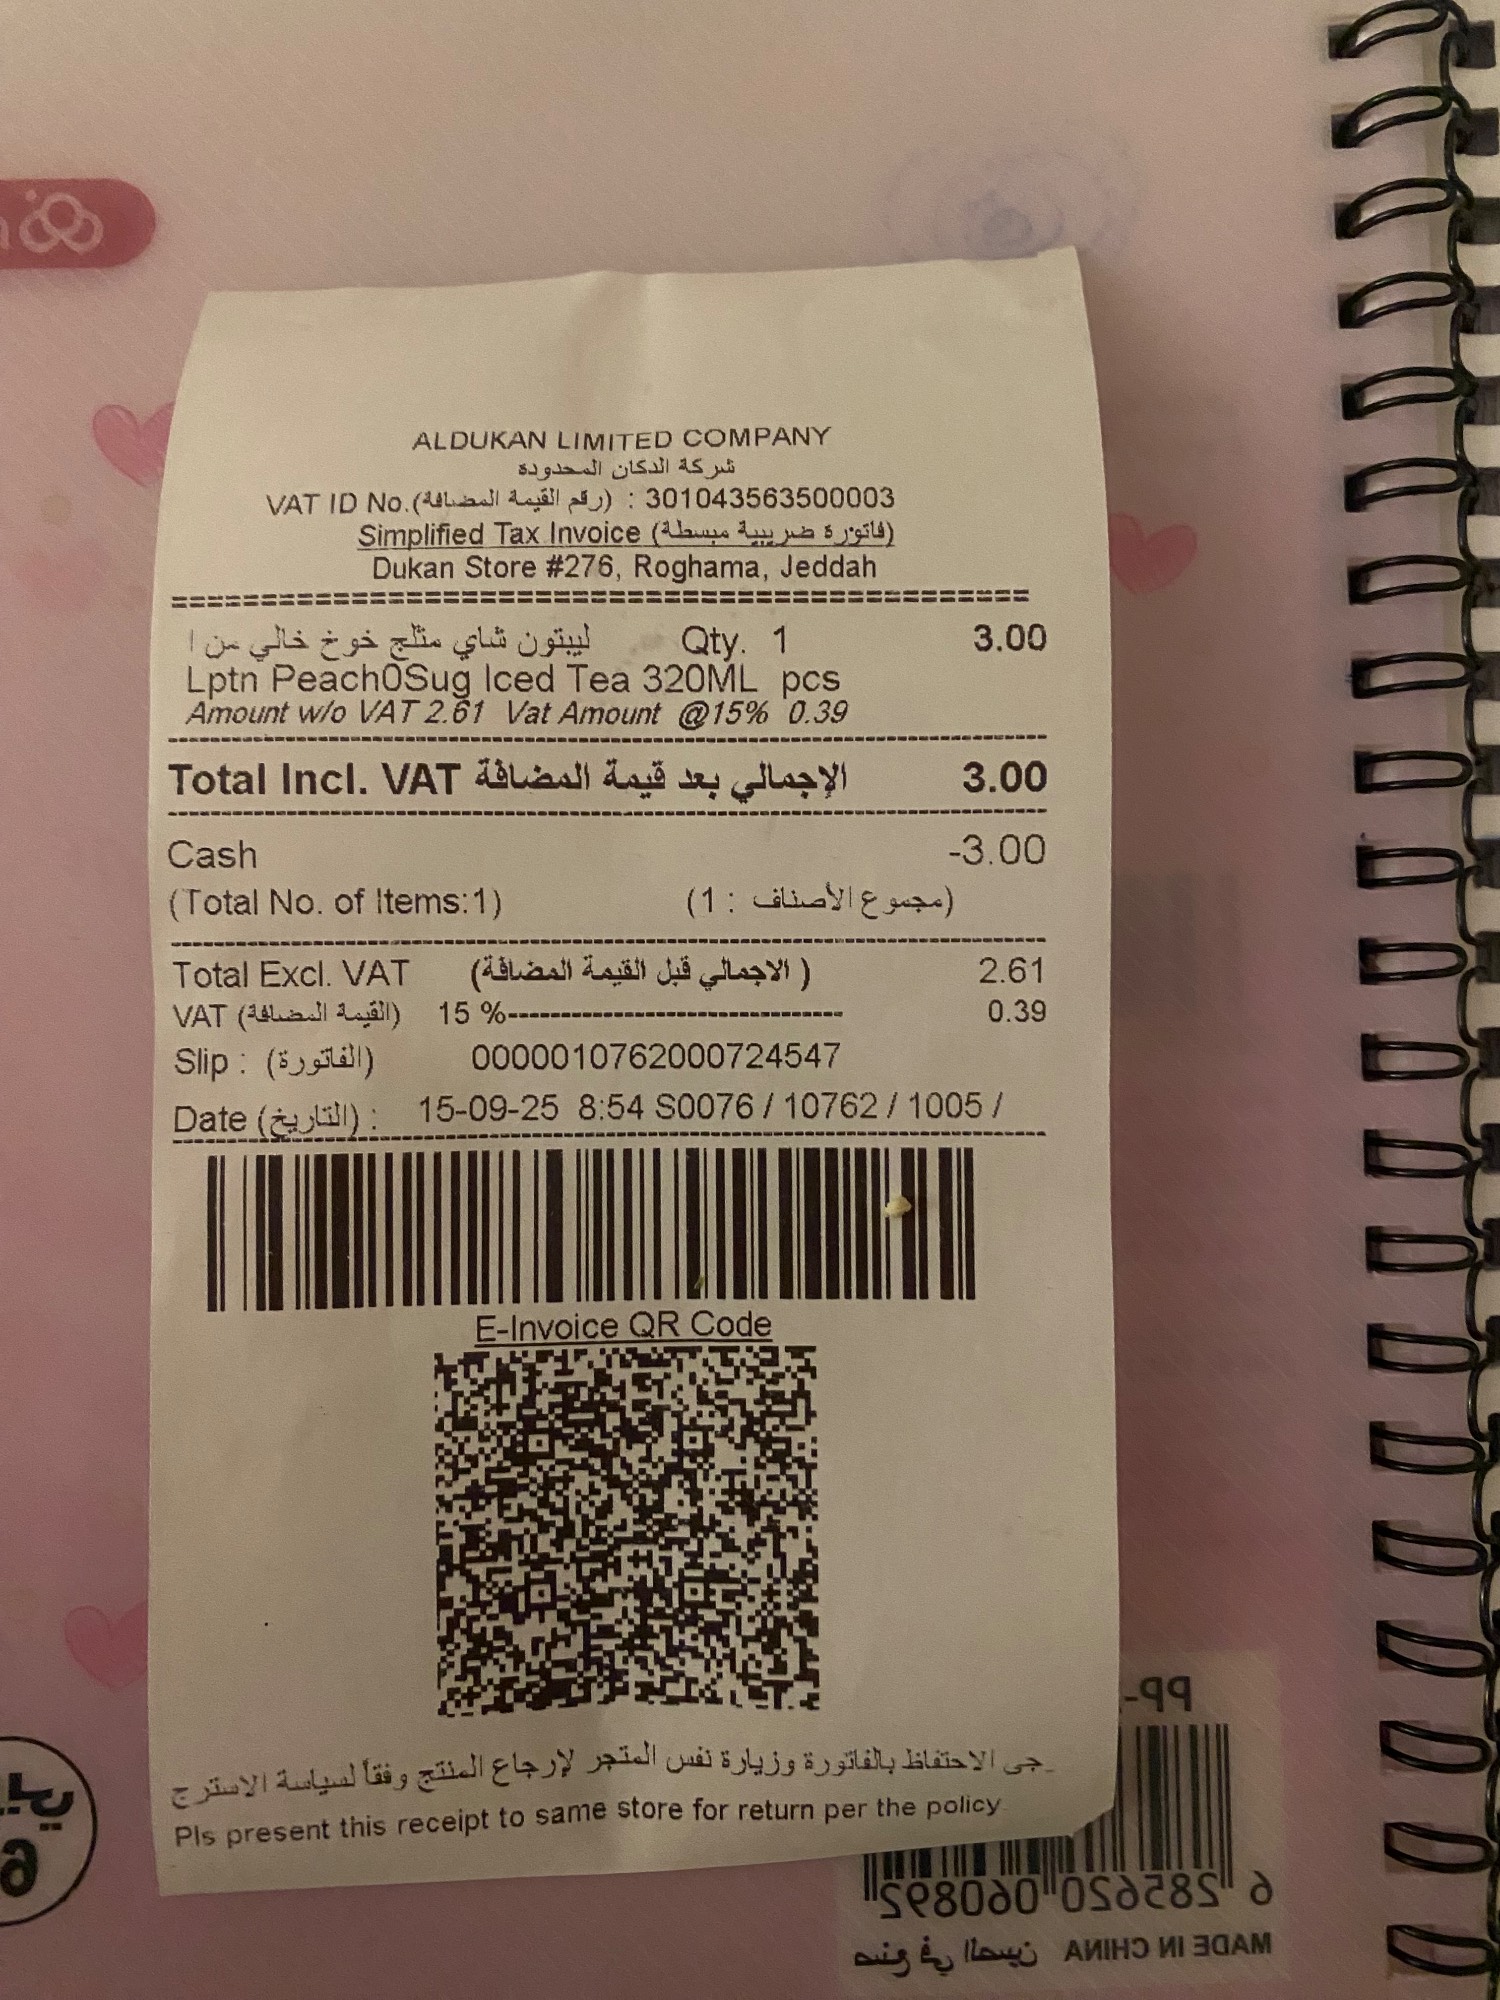 ALDUKAN LIMITED COMPANY
شركة الدكان المحدودة
VAT ID No.(رقم القيمة المضافة) : 301043563500003
Simplified Tax Invoice (فاتورة ضريبية مبسطة)
Dukan Store #276, Roghama, Jeddah
ليبتون شاي مثلج خوخ خالي من ا Qty. 1 3.00
Lptn Peach0Sug Iced Tea 320ML pcs
Amount w/o VAT 2.61 Vat Amount @15% 0.39
Total Incl. VAT الإجمالي بعد قيمة المضافة 3.00
Cash -3.00
(Total No. of Items:1) (مجموع الأصناف : 1)
Total Excl. VAT (الاجمالي قبل القيمة المضافة ) 2.61
VAT (القيمة المضافة) 15 %------------------------------- 0.39
Slip : (الفاتورة) 0000010762000724547
Date (التاريخ) : 15-09-25 8:54 S0076 / 10762 / 1005 /
E-Invoice QR Code
جى الاحتفاظ بالفاتورة وزيارة نفس المتجر لإرجاع المنتج وفقاً لسياسة الاسترج
Pls present this receipt to same store for return per the policy
PP-
6 285620 060892
MADE IN CHINA صنع في الصين